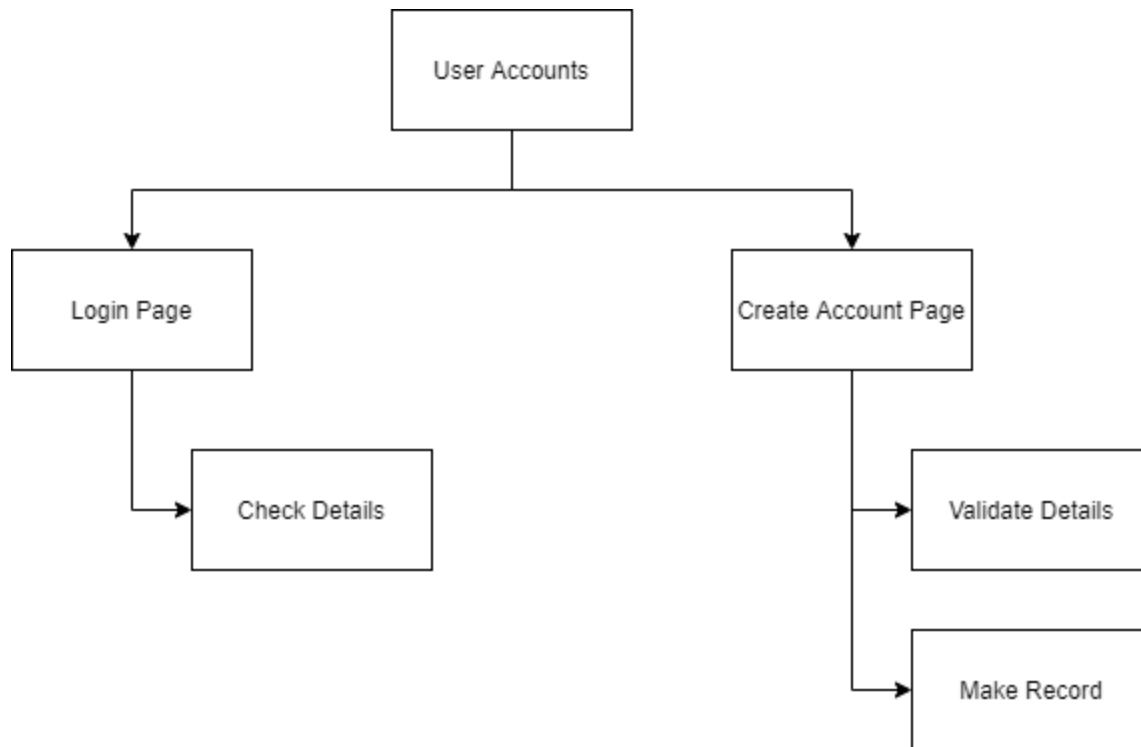 User Accounts
Login Page
Create Account Page
Check Details
Validate Details
Make Record